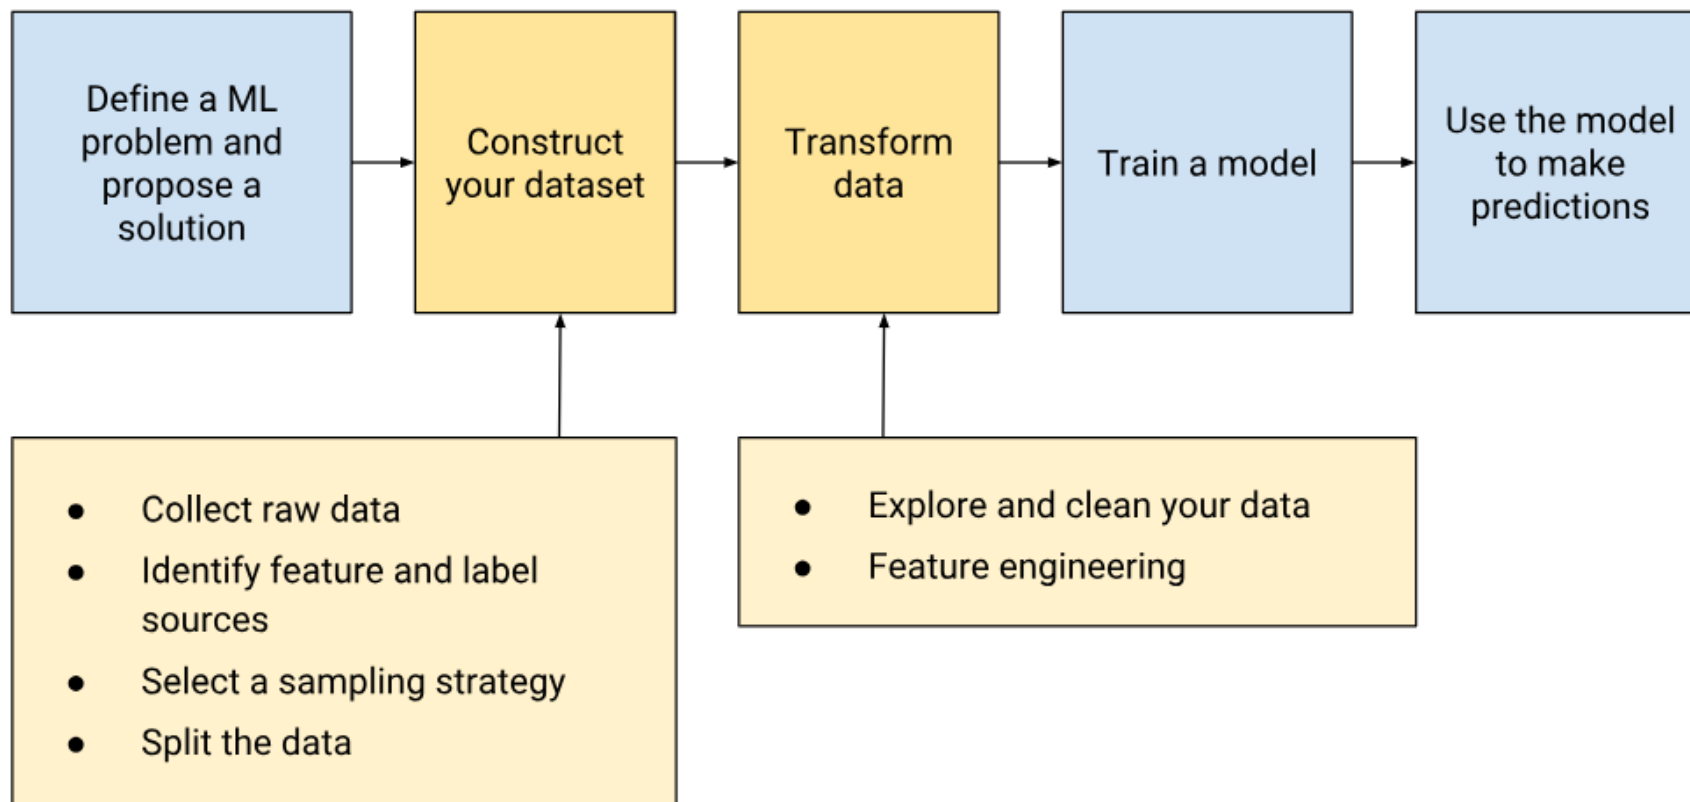 Define a ML
problem and
propose a
solution
Construct
your dataset
Transform
data
Train a model
Use the model
to make
predictions
● Collect raw data
● Identify feature and label
sources
● Select a sampling strategy
● Split the data
● Explore and clean your data
● Feature engineering